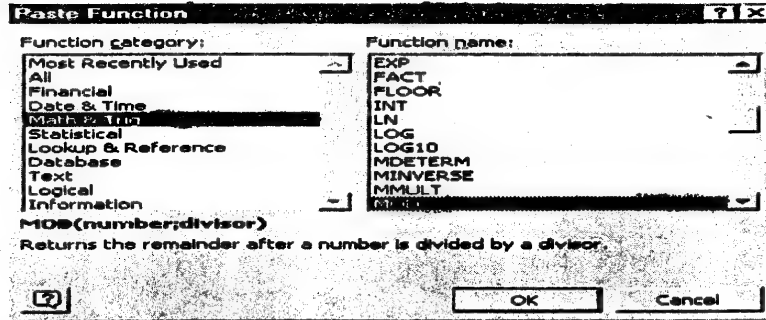 Paste Function
? X
Function category:
Most Recently Used
All
Financial
Date & Time
Math & Trig
Statistical
Lookup & Reference
Database
Text
Logical
Information
Function name:
EXP
FACT
FLOOR
INT
LN
LOG
LOG10
MDETERM
MINVERSE
MMULT
MOD
MOD(number;divisor)
Returns the remainder after a number is divided by a divisor.
?
OK
Cancel